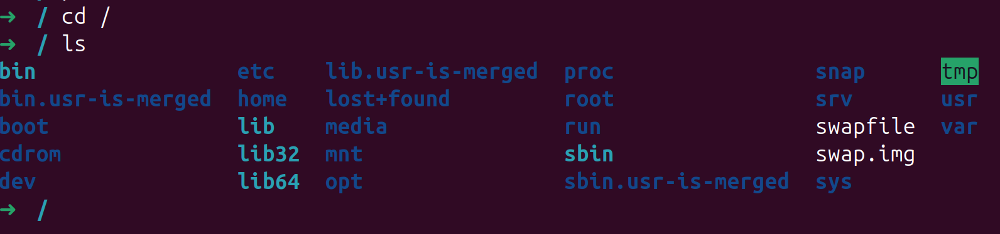 ➜ / cd /
➜ / ls
bin etc lib.usr-is-merged proc snap tmp
bin.usr-is-merged home lost+found root srv usr
boot lib media run swapfile var
cdrom lib32 mnt sbin swap.img
dev lib64 opt sbin.usr-is-merged sys
➜ /